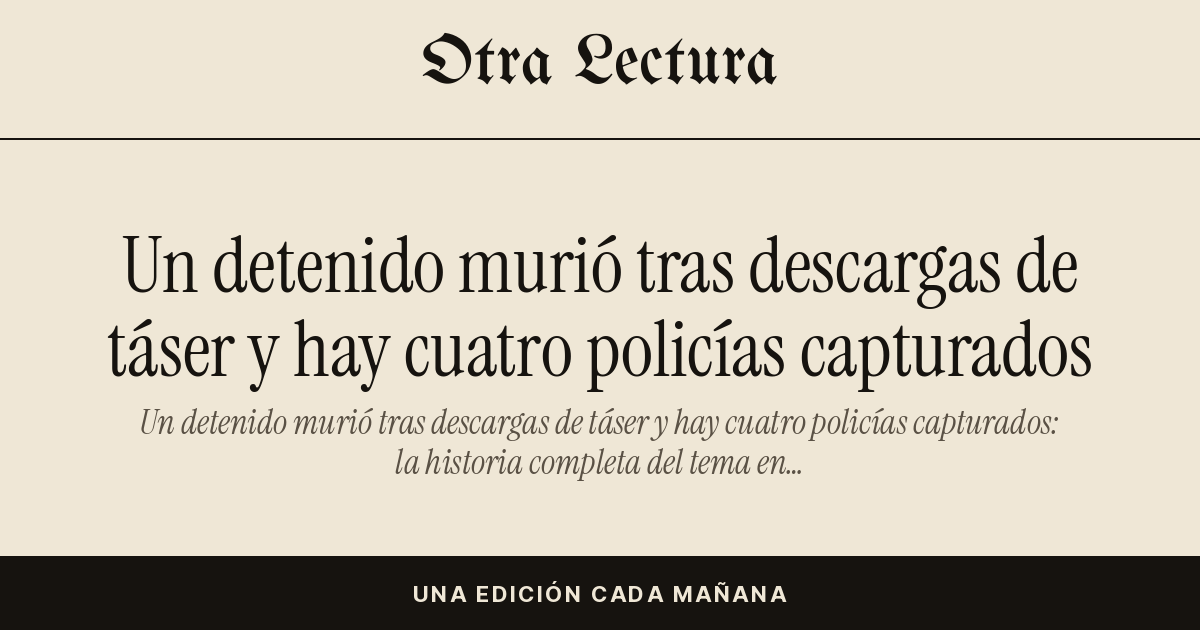 Otra Lectura
Un detenido murió tras descargas de
táser y hay cuatro policías capturados
Un detenido murió tras descargas de táser y hay cuatro policías capturados:
la historia completa del tema en...
UNA EDICIÓN CADA MAÑANA